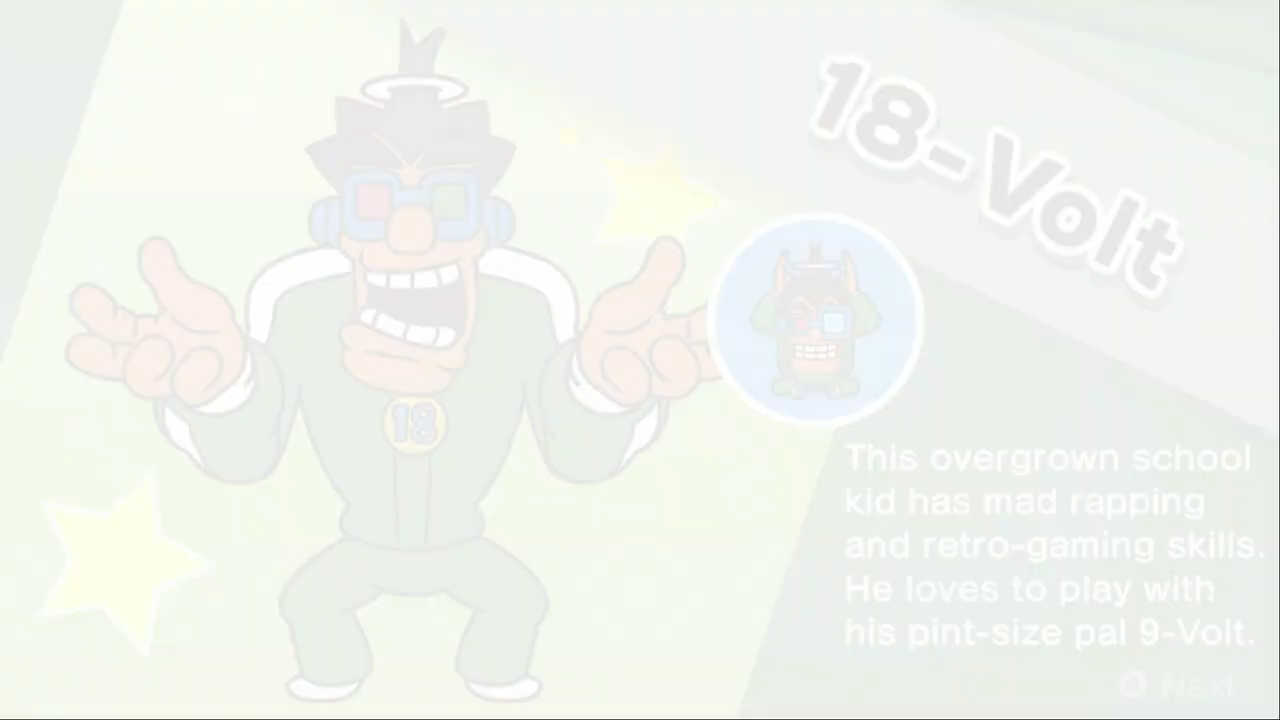 18-Volt
18
This overgrown school
kid has mad rapping
and retro-gaming skills.
He loves to play with
his pint-size pal 9-Volt.
A Next